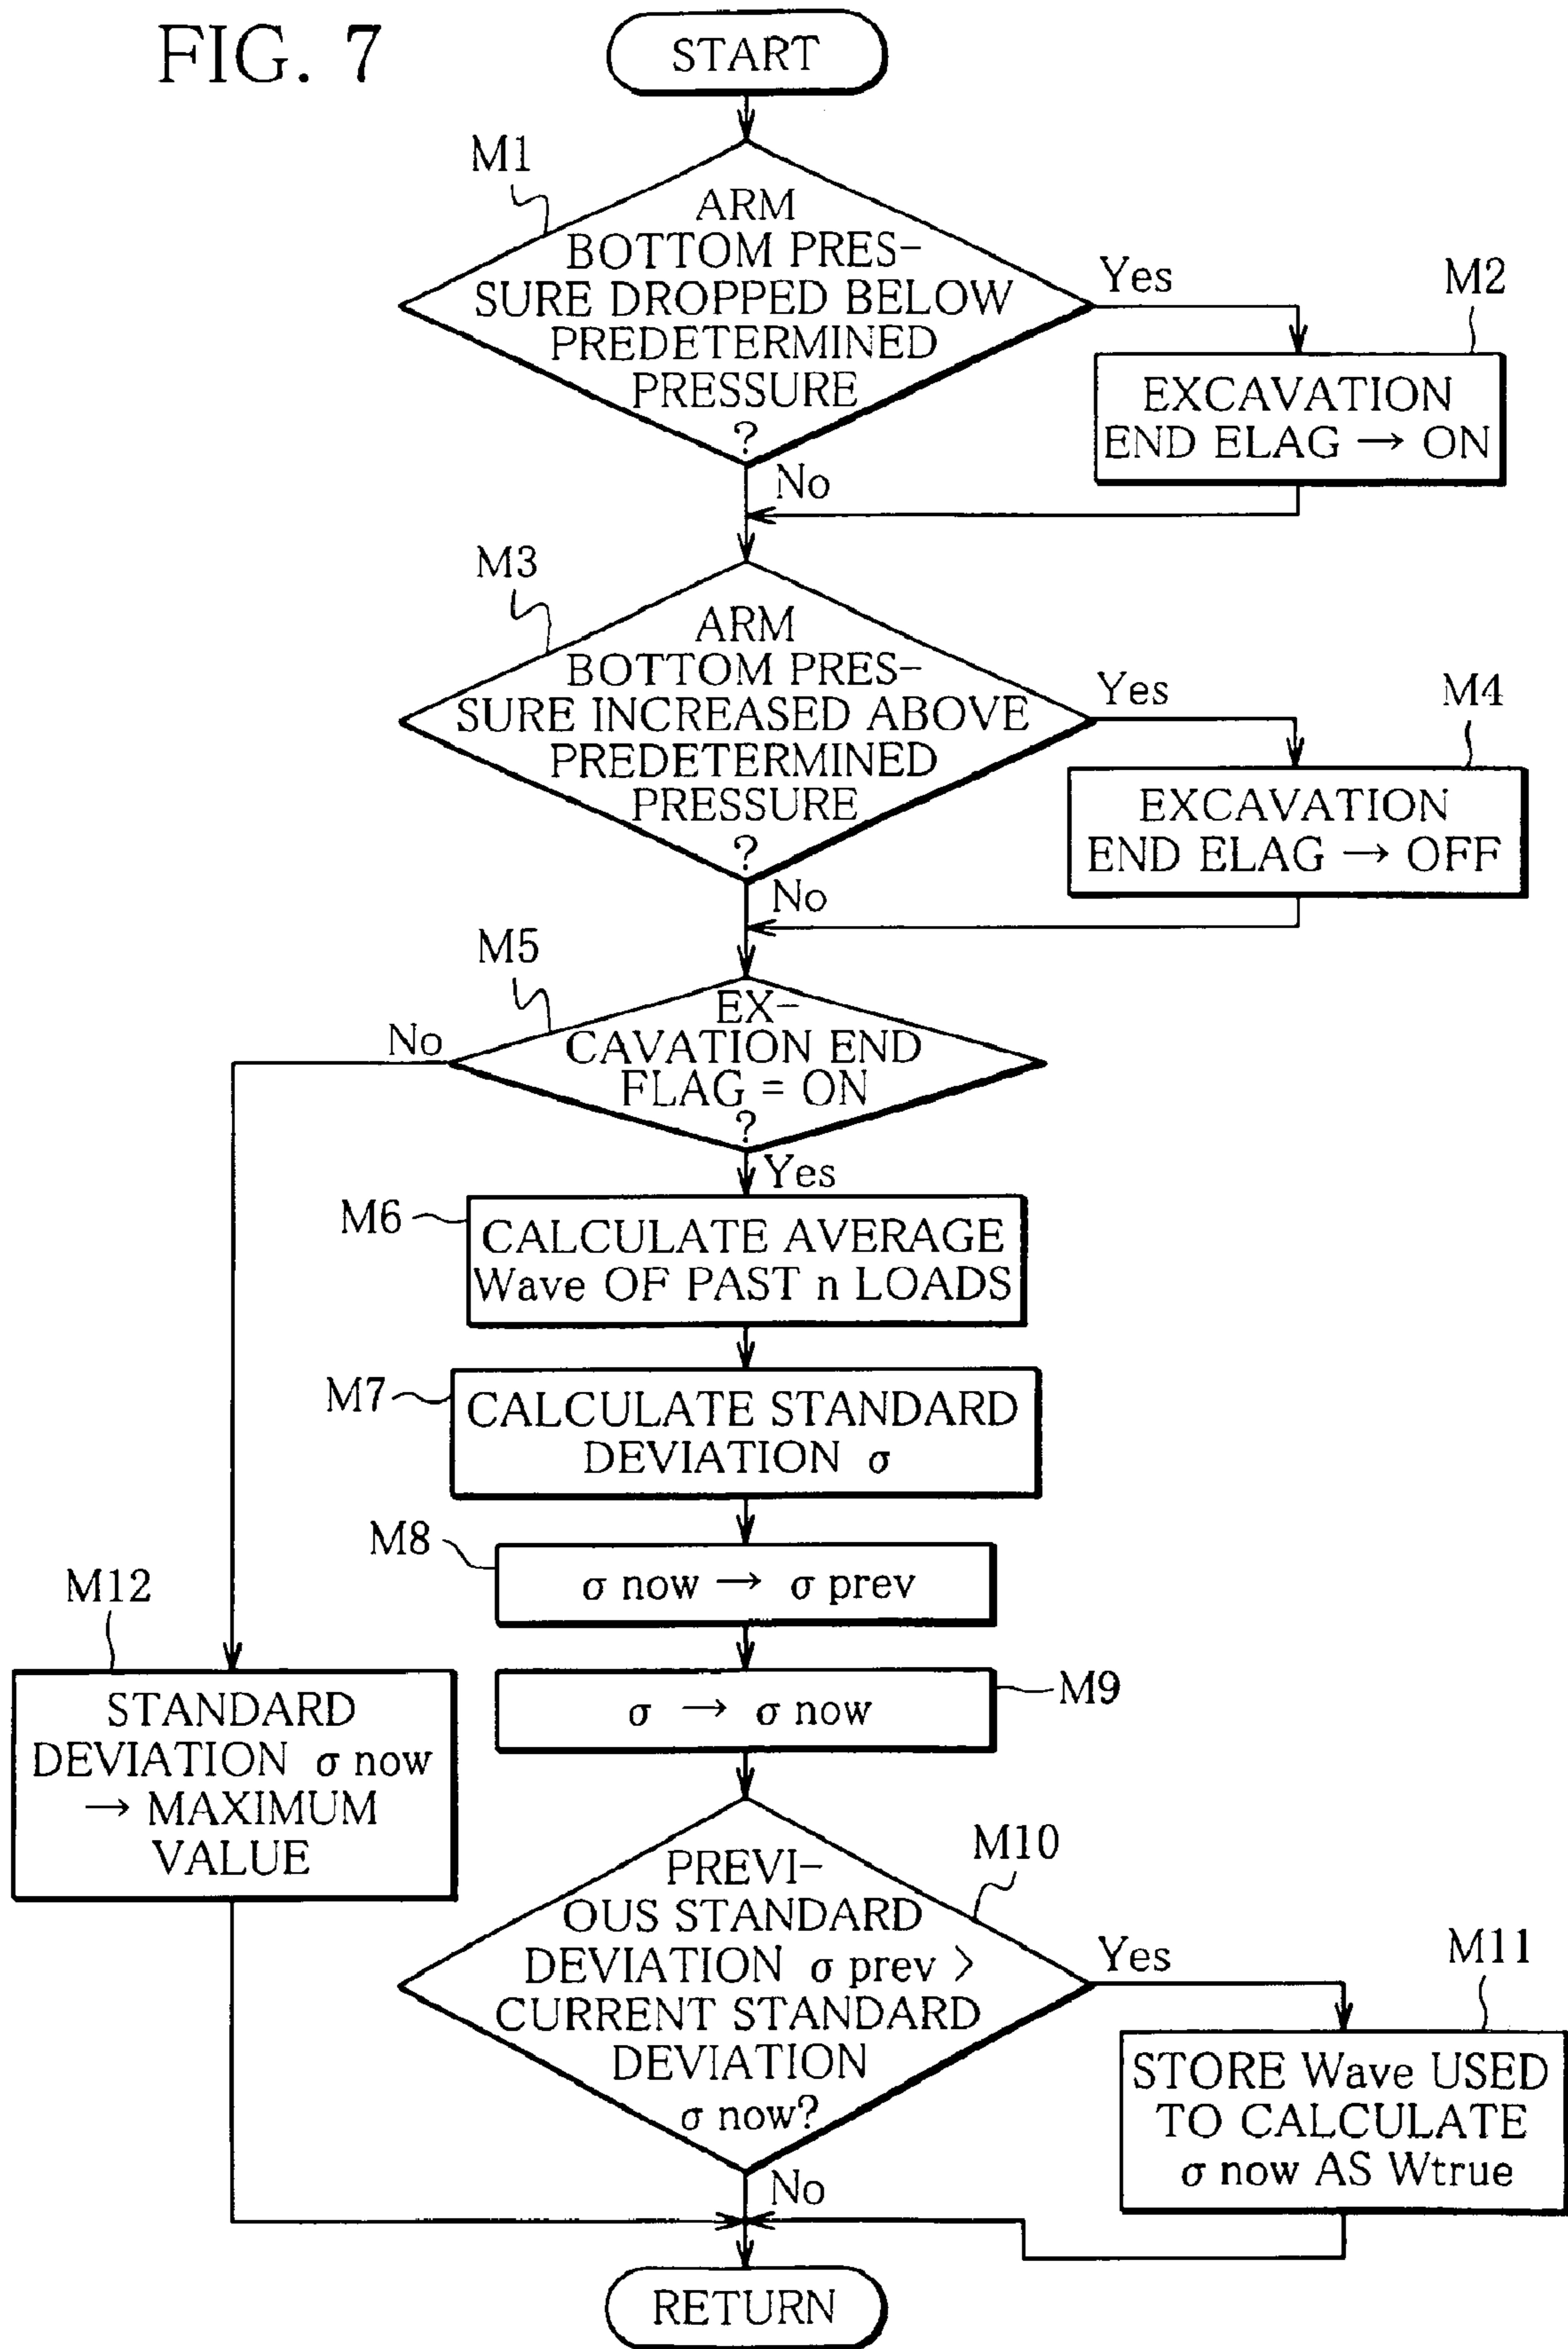 FIG. 7
START
M1
ARM
BOTTOM PRES-
SURE DROPPED BELOW
PREDETERMINED
PRESSURE
?
Yes
M2
EXCAVATION
END ELAG → ON
No
M3
ARM
BOTTOM PRES-
SURE INCREASED ABOVE
PREDETERMINED
PRESSURE
?
Yes
M4
EXCAVATION
END ELAG → OFF
No
M5
EX-
CAVATION END
FLAG = ON
?
No
Yes
M6
CALCULATE AVERAGE
Wave OF PAST n LOADS
M7
CALCULATE STANDARD
DEVIATION σ
M8
σ now → σ prev
M9
σ → σ now
M12
STANDARD
DEVIATION σ now
→ MAXIMUM
VALUE
M10
PREVI-
OUS STANDARD
DEVIATION σ prev >
CURRENT STANDARD
DEVIATION
σ now?
Yes
M11
STORE Wave USED
TO CALCULATE
σ now AS Wtrue
No
RETURN